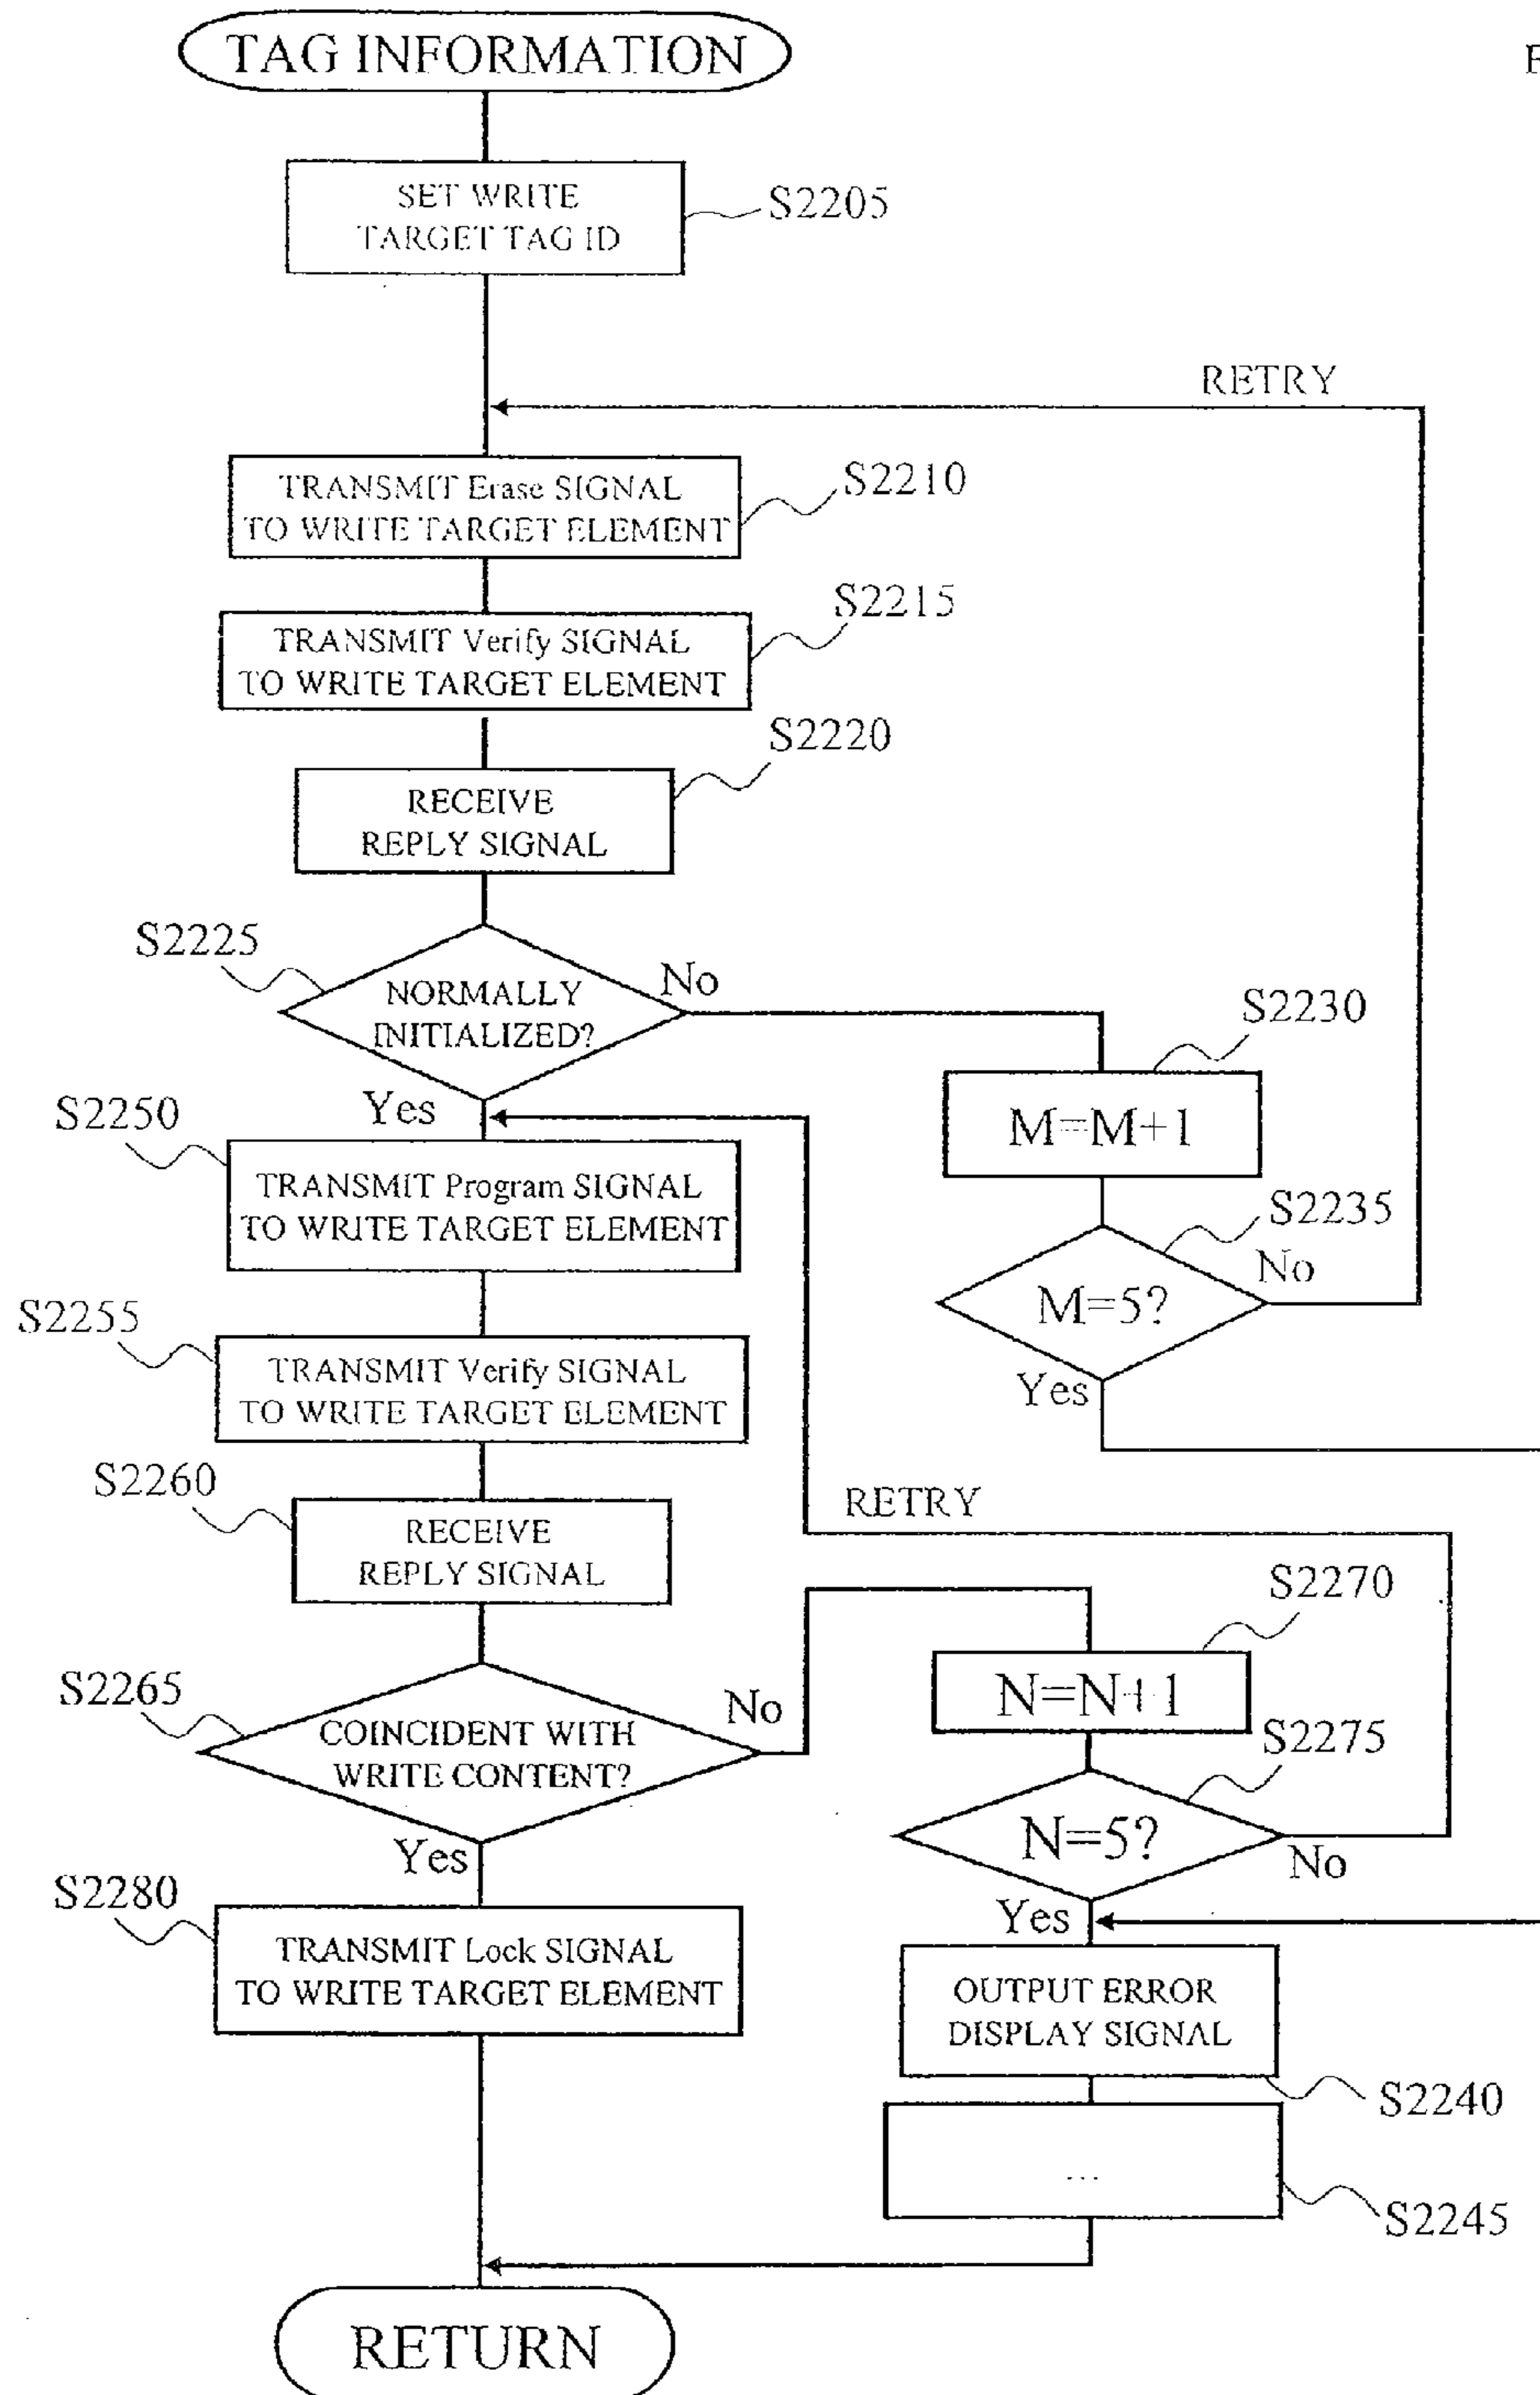 TAG INFORMATION
F
SET WRITE
TARGET TAG ID
S2205
RETRY
TRANSMIT Erase SIGNAL
TO WRITE TARGET ELEMENT
S2210
TRANSMIT Verify SIGNAL
TO WRITE TARGET ELEMENT
S2215
RECEIVE
REPLY SIGNAL
S2220
S2225
NORMALLY
INITIALIZED?
No
Yes
S2230
M=M+1
S2235
M=5?
No
Yes
S2250
TRANSMIT Program SIGNAL
TO WRITE TARGET ELEMENT
S2255
TRANSMIT Verify SIGNAL
TO WRITE TARGET ELEMENT
S2260
RECEIVE
REPLY SIGNAL
RETRY
S2265
COINCIDENT WITH
WRITE CONTENT?
No
Yes
S2270
N=N+1
S2275
N=5?
No
Yes
S2280
TRANSMIT Lock SIGNAL
TO WRITE TARGET ELEMENT
OUTPUT ERROR
DISPLAY SIGNAL
S2240
...
S2245
RETURN